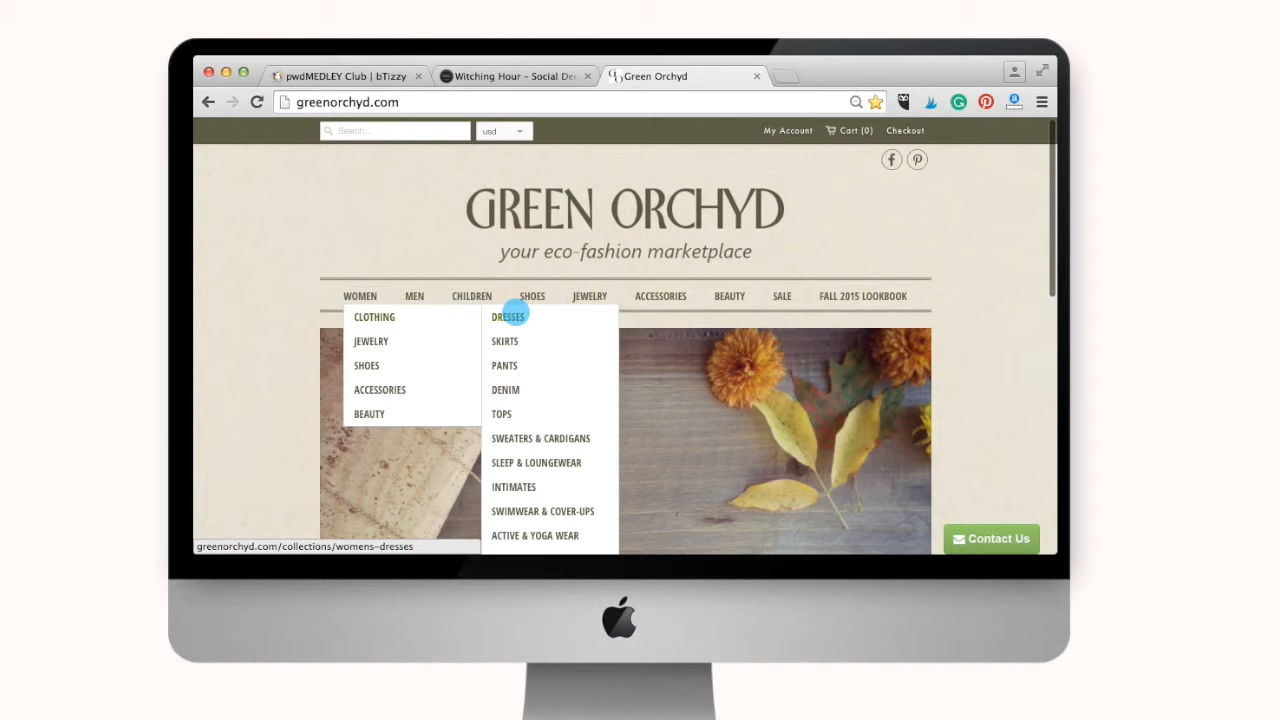 pwdMEDLEY Club | bTizzy
Witching Hour - Social Dec
Green Orchyd
greenorchyd.com
Search...
usd
My Account
Cart (0)
Checkout
GREEN ORCHYD
your eco-fashion marketplace
WOMEN
MEN
CHILDREN
SHOES
JEWELRY
ACCESSORIES
BEAUTY
SALE
FALL 2015 LOOKBOOK
CLOTHING
JEWELRY
SHOES
ACCESSORIES
BEAUTY
DRESSES
SKIRTS
PANTS
DENIM
TOPS
SWEATERS & CARDIGANS
SLEEP & LOUNGEWEAR
INTIMATES
SWIMWEAR & COVER-UPS
ACTIVE & YOGA WEAR
greenorchyd.com/collections/womens-dresses
Contact Us